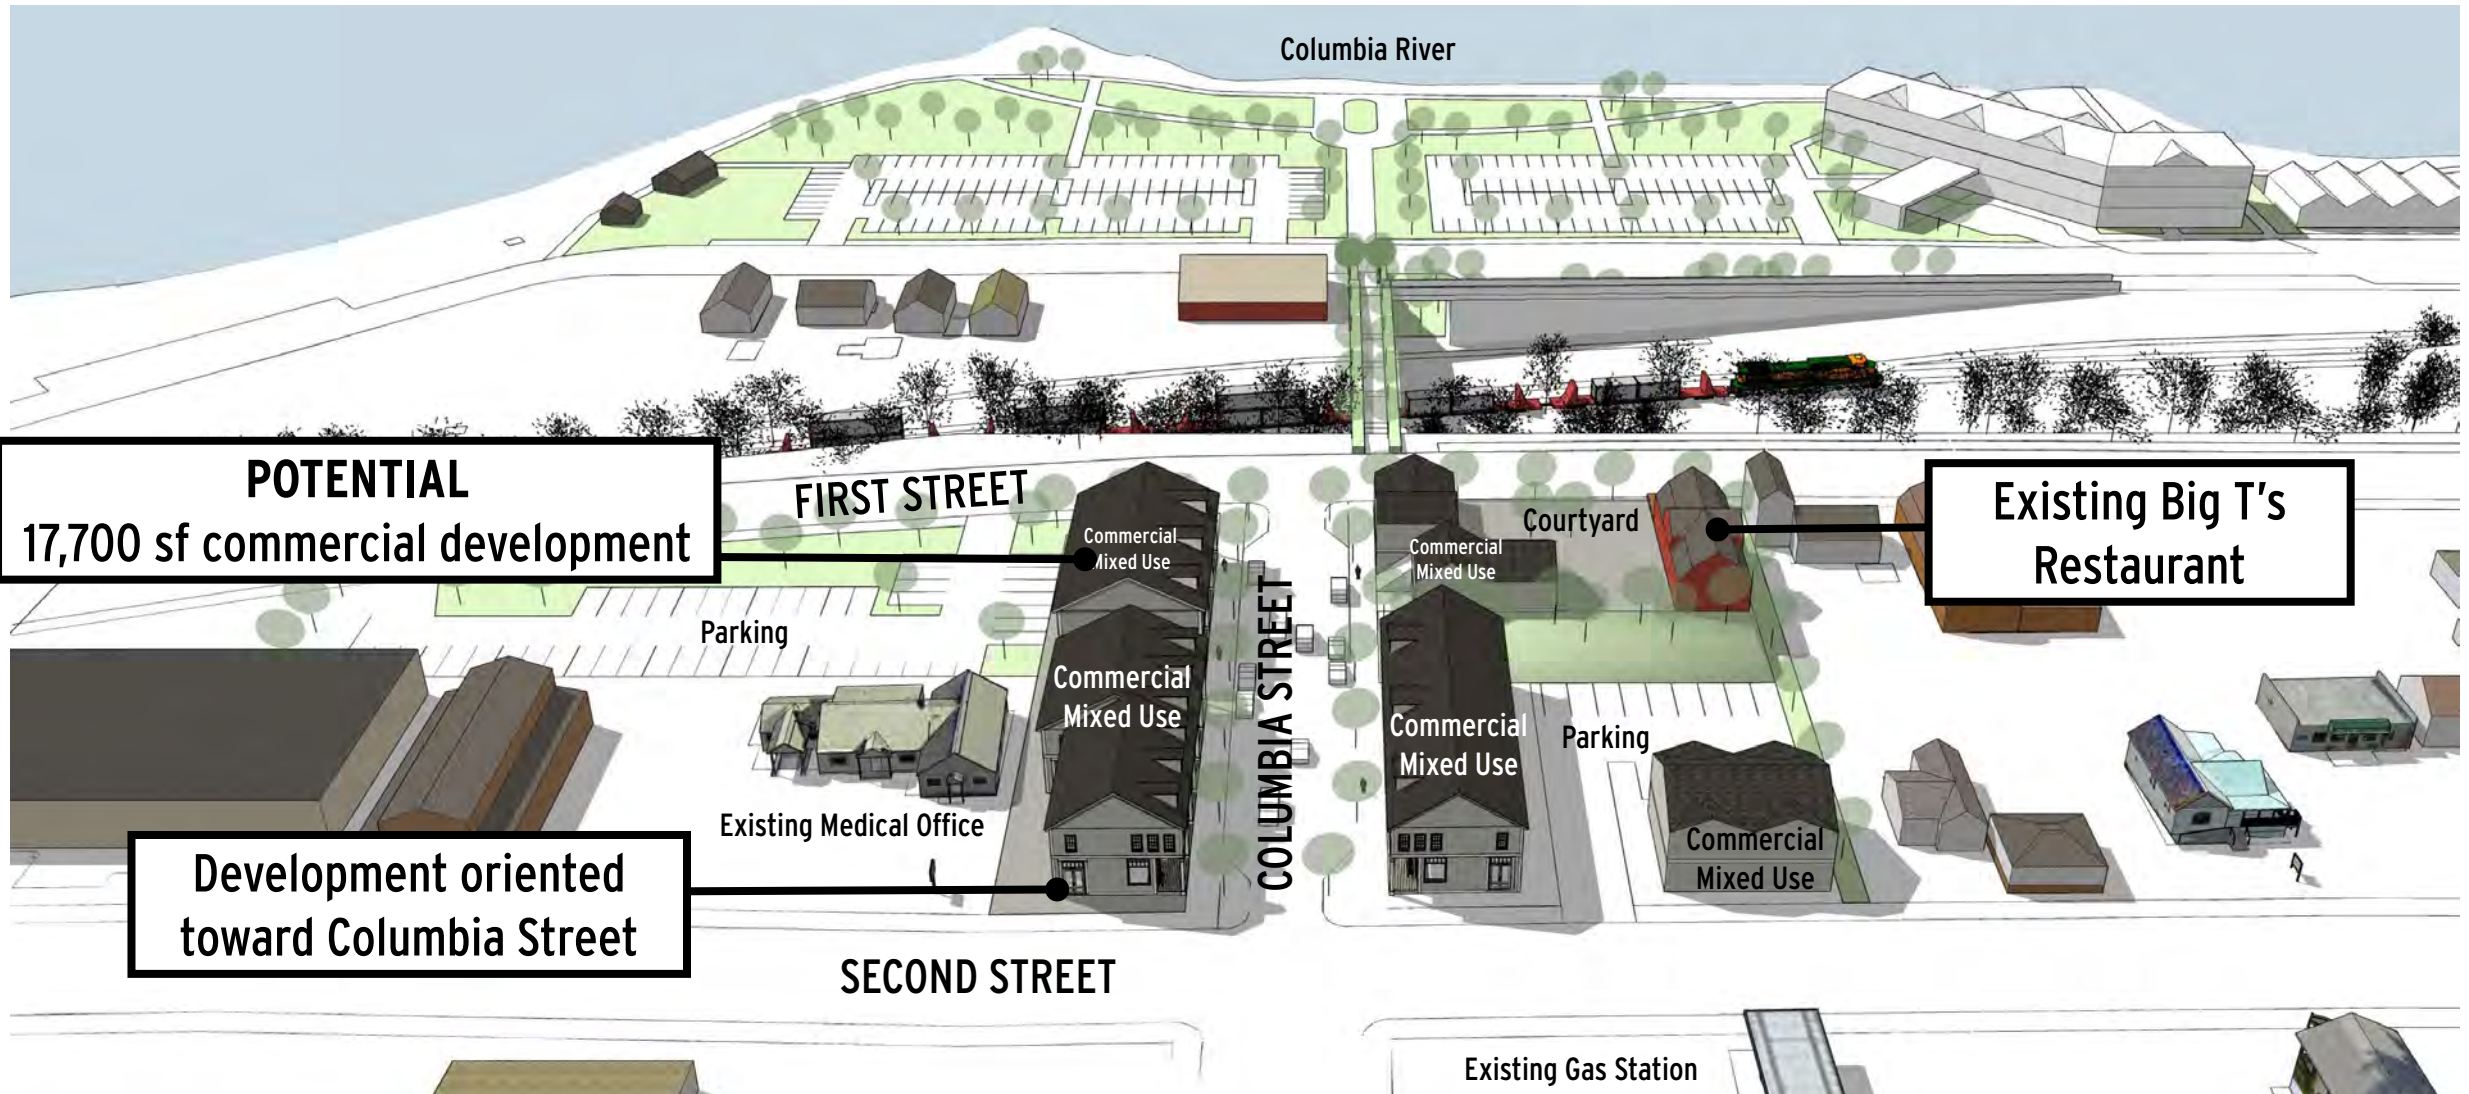 Columbia River
POTENTIAL
17,700 sf commercial development
FIRST STREET
Commercial
Mixed Use
Commercial
Mixed Use
Courtyard
Existing Big T's
Restaurant
Parking
Commercial
Mixed Use
COLUMBIA STREET
Commercial
Mixed Use
Parking
Existing Medical Office
Commercial
Mixed Use
Development oriented
toward Columbia Street
SECOND STREET
Existing Gas Station